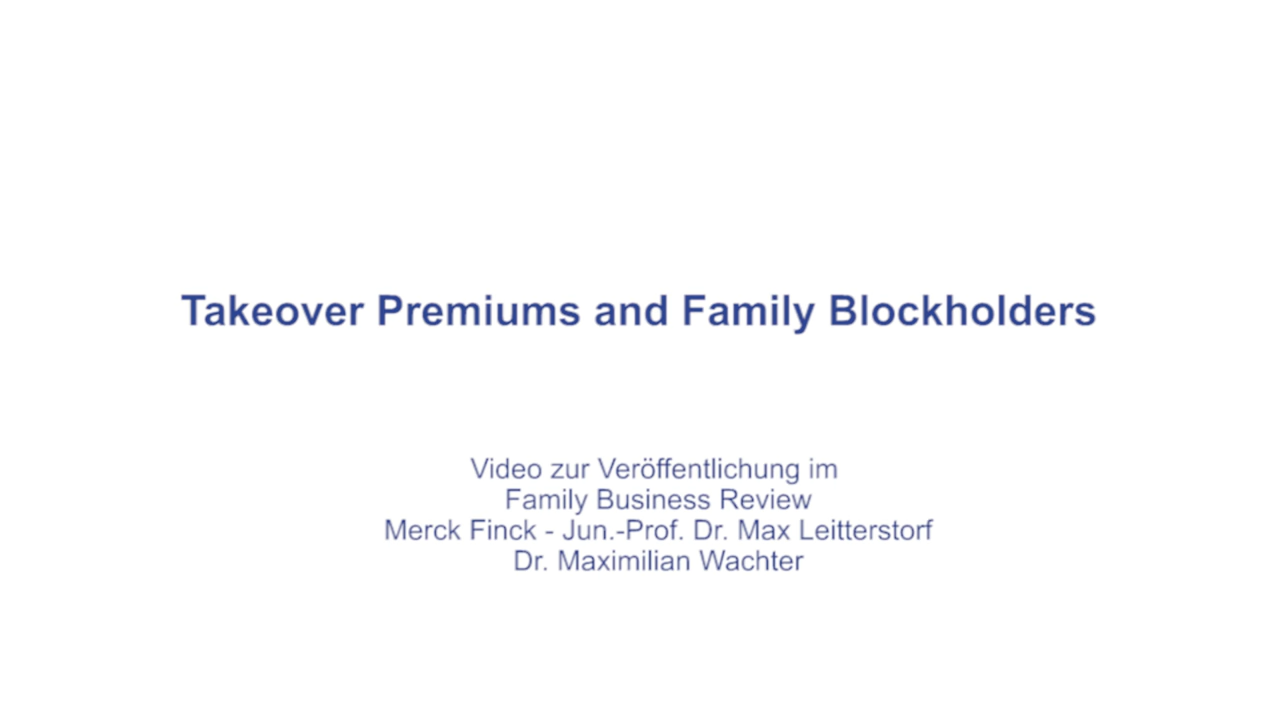 Takeover Premiums and Family Blockholders
Video zur Veröffentlichung im
Family Business Review
Merck Finck - Jun.-Prof. Dr. Max Leitterstorf
Dr. Maximilian Wachter